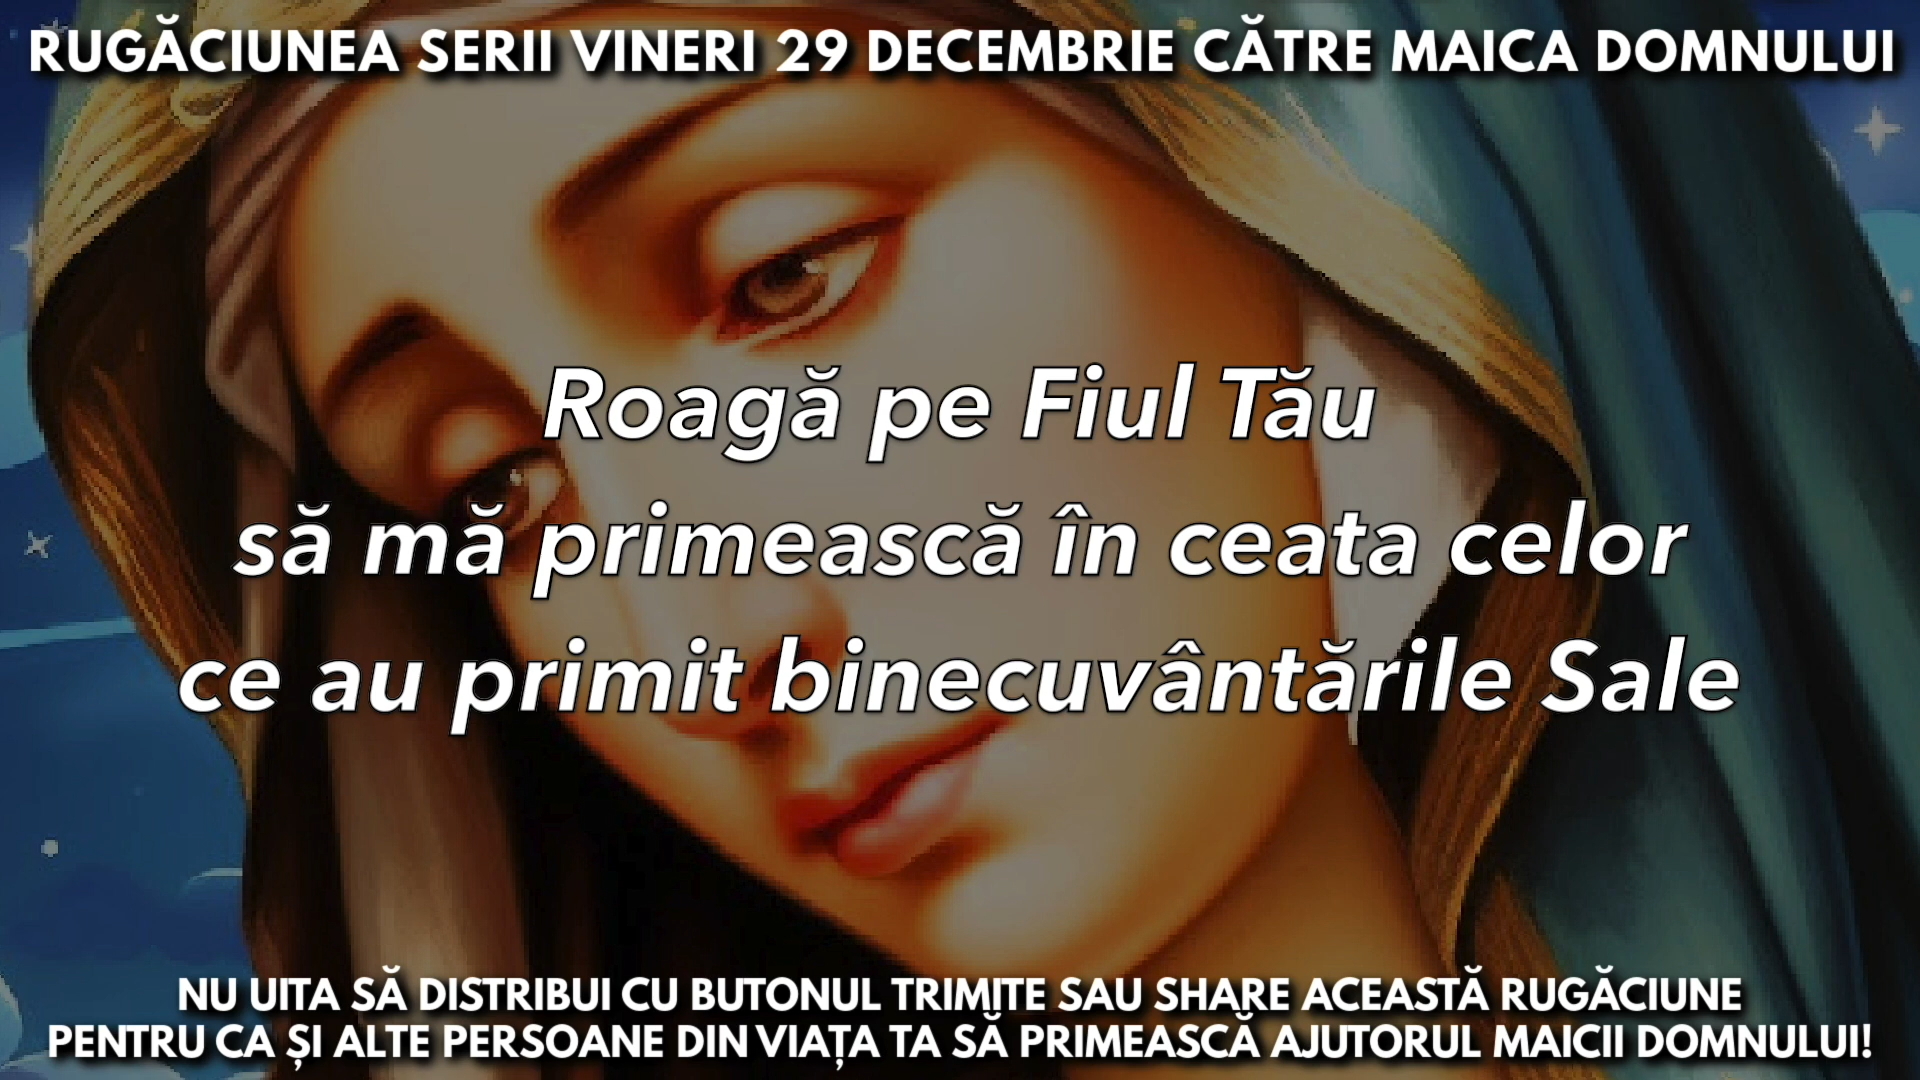 RUGĂCIUNEA SERII VINERI 29 DECEMBRIE CĂTRE MAICA DOMNULUI
Roagă pe Fiul Tău
să mă primească în ceata celor
ce au primit binecuvântările Sale
NU UITA SĂ DISTRIBUI CU BUTONUL TRIMITE SAU SHARE ACEASTĂ RUGĂCIUNE
PENTRU CA ȘI ALTE PERSOANE DIN VIAȚA TA SĂ PRIMEASCĂ AJUTORUL MAICII DOMNULUI!